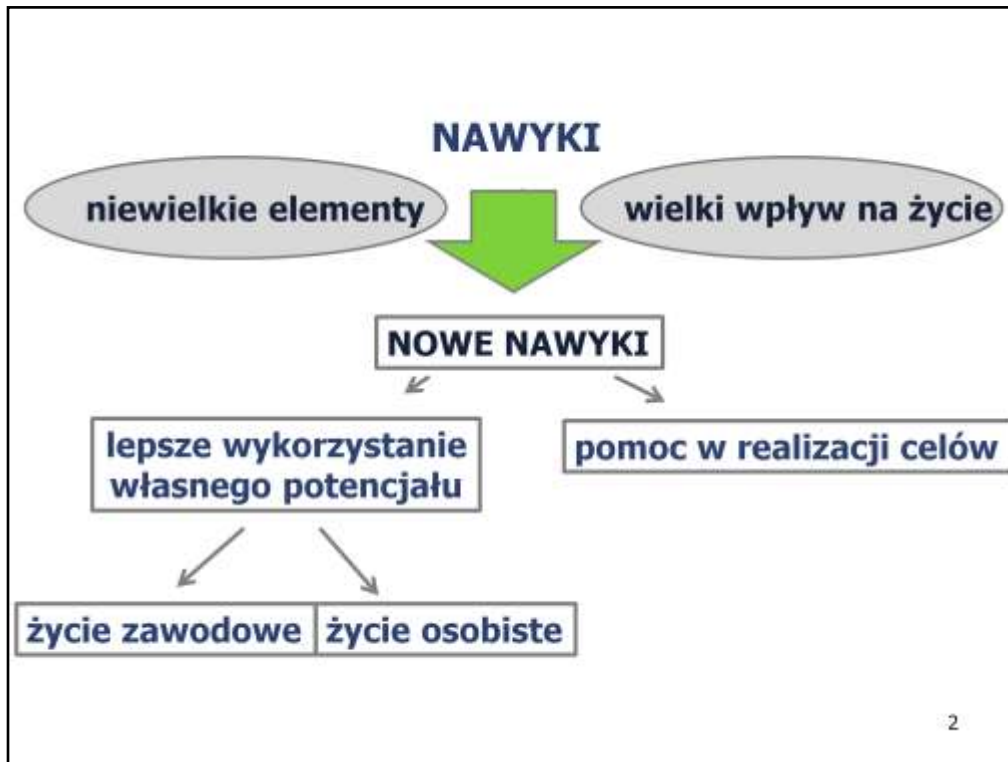 NAWYKI
niewielkie elementy
wielki wpływ na życie
NOWE NAWYKI
lepsze wykorzystanie
własnego potencjału
pomoc w realizacji celów
życie zawodowe
życie osobiste
2